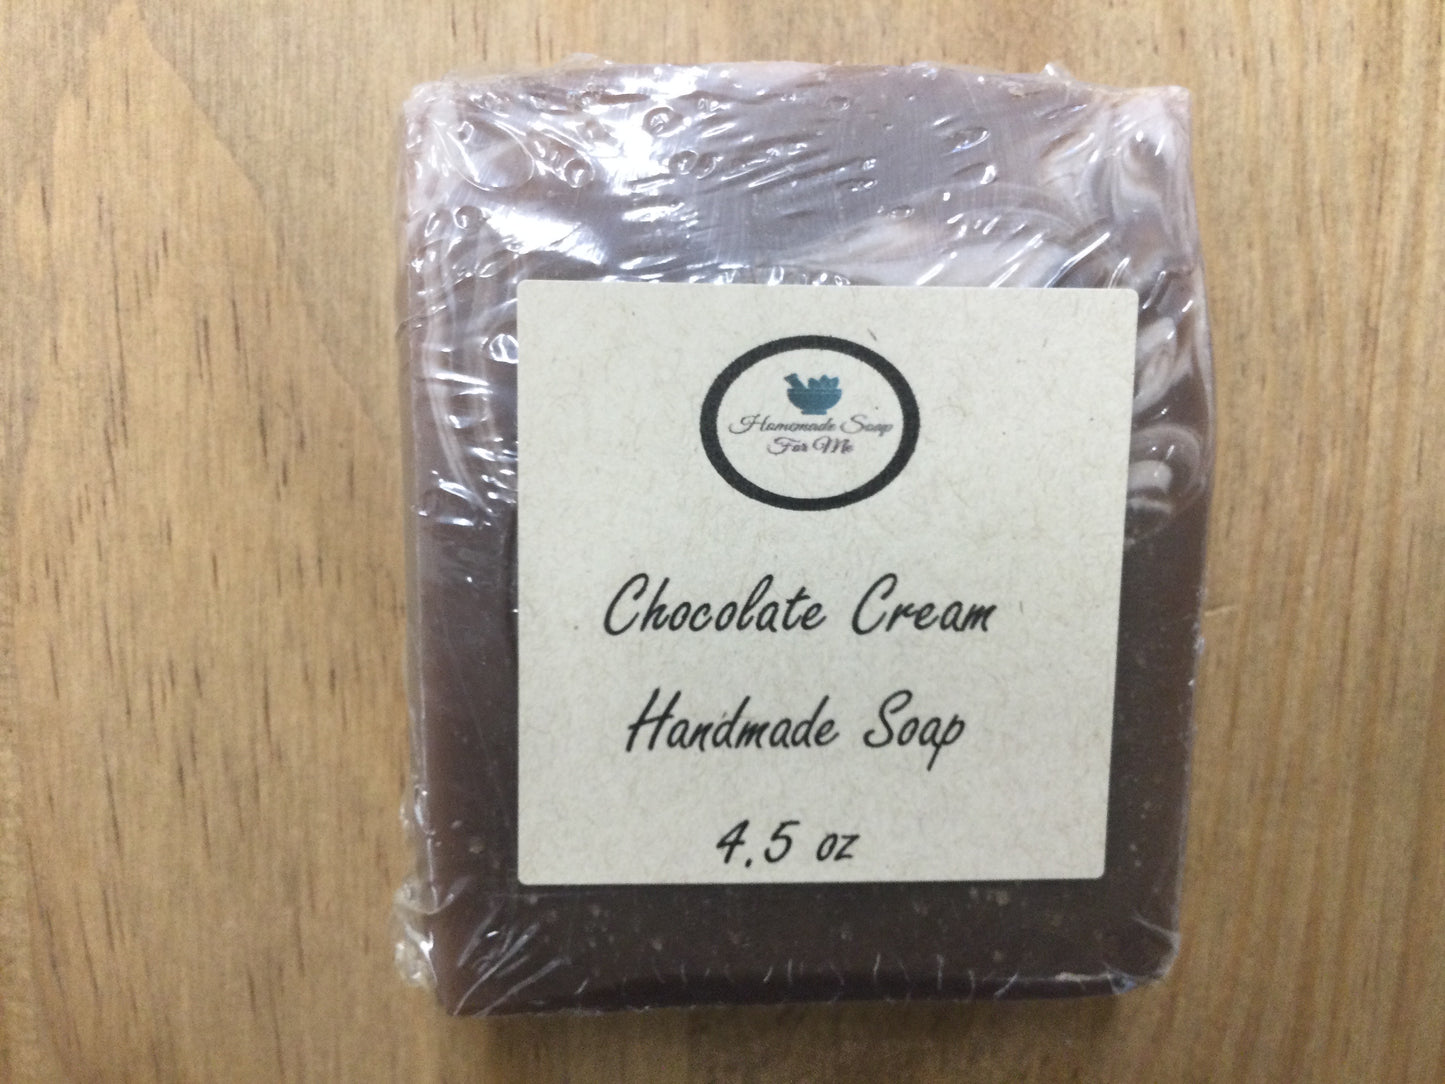 Homemade Soap
For Me
Chocolate Cream
Handmade Soap
4.5 oz